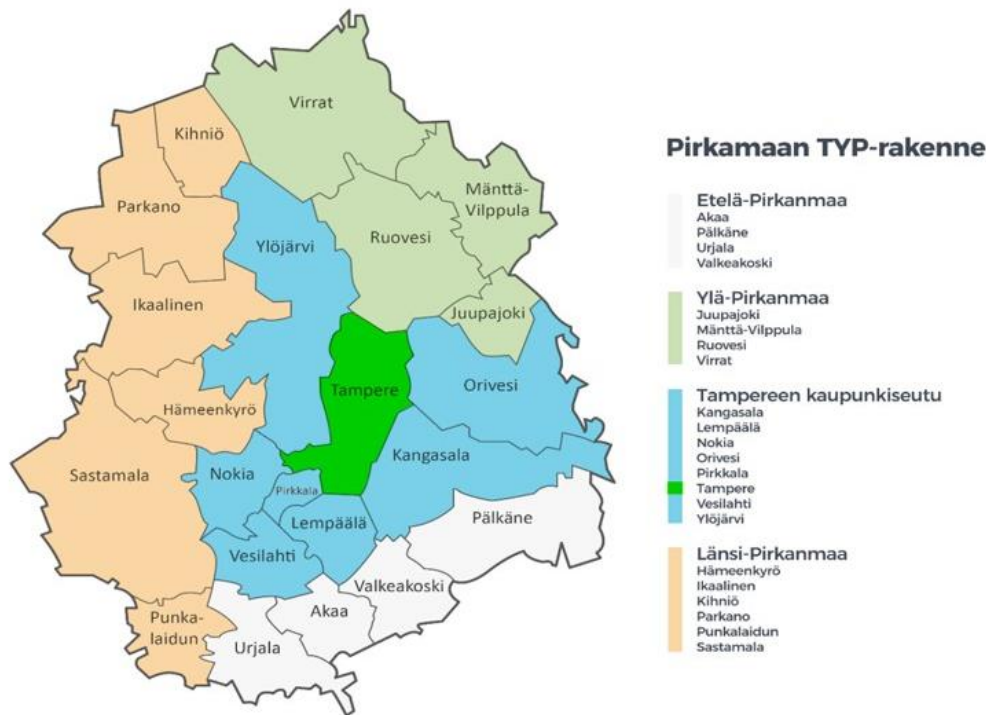 Virrat
Kihniö
Mänttä-
Vilppula
Parkano
Ruovesi
Ylöjärvi
Ikaalinen
Juupajoki
Tampere
Orivesi
Hämeenkyrö
Kangasala
Sastamala
Nokia
Pirkkala
Lempäälä
Pälkäne
Vesilahti
Valkeakoski
Akaa
Punka-
laidun
Urjala
Pirkamaan TYP-rakenne
Etelä-Pirkanmaa
Akaa
Pälkäne
Urjala
Valkeakoski
Ylä-Pirkanmaa
Juupajoki
Mänttä-Vilppula
Ruovesi
Virrat
Tampereen kaupunkiseutu
Kangasala
Lempäälä
Nokia
Orivesi
Pirkkala
Tampere
Vesilahti
Ylöjärvi
Länsi-Pirkanmaa
Hämeenkyrö
Ikaalinen
Kihniö
Parkano
Punkalaidun
Sastamala